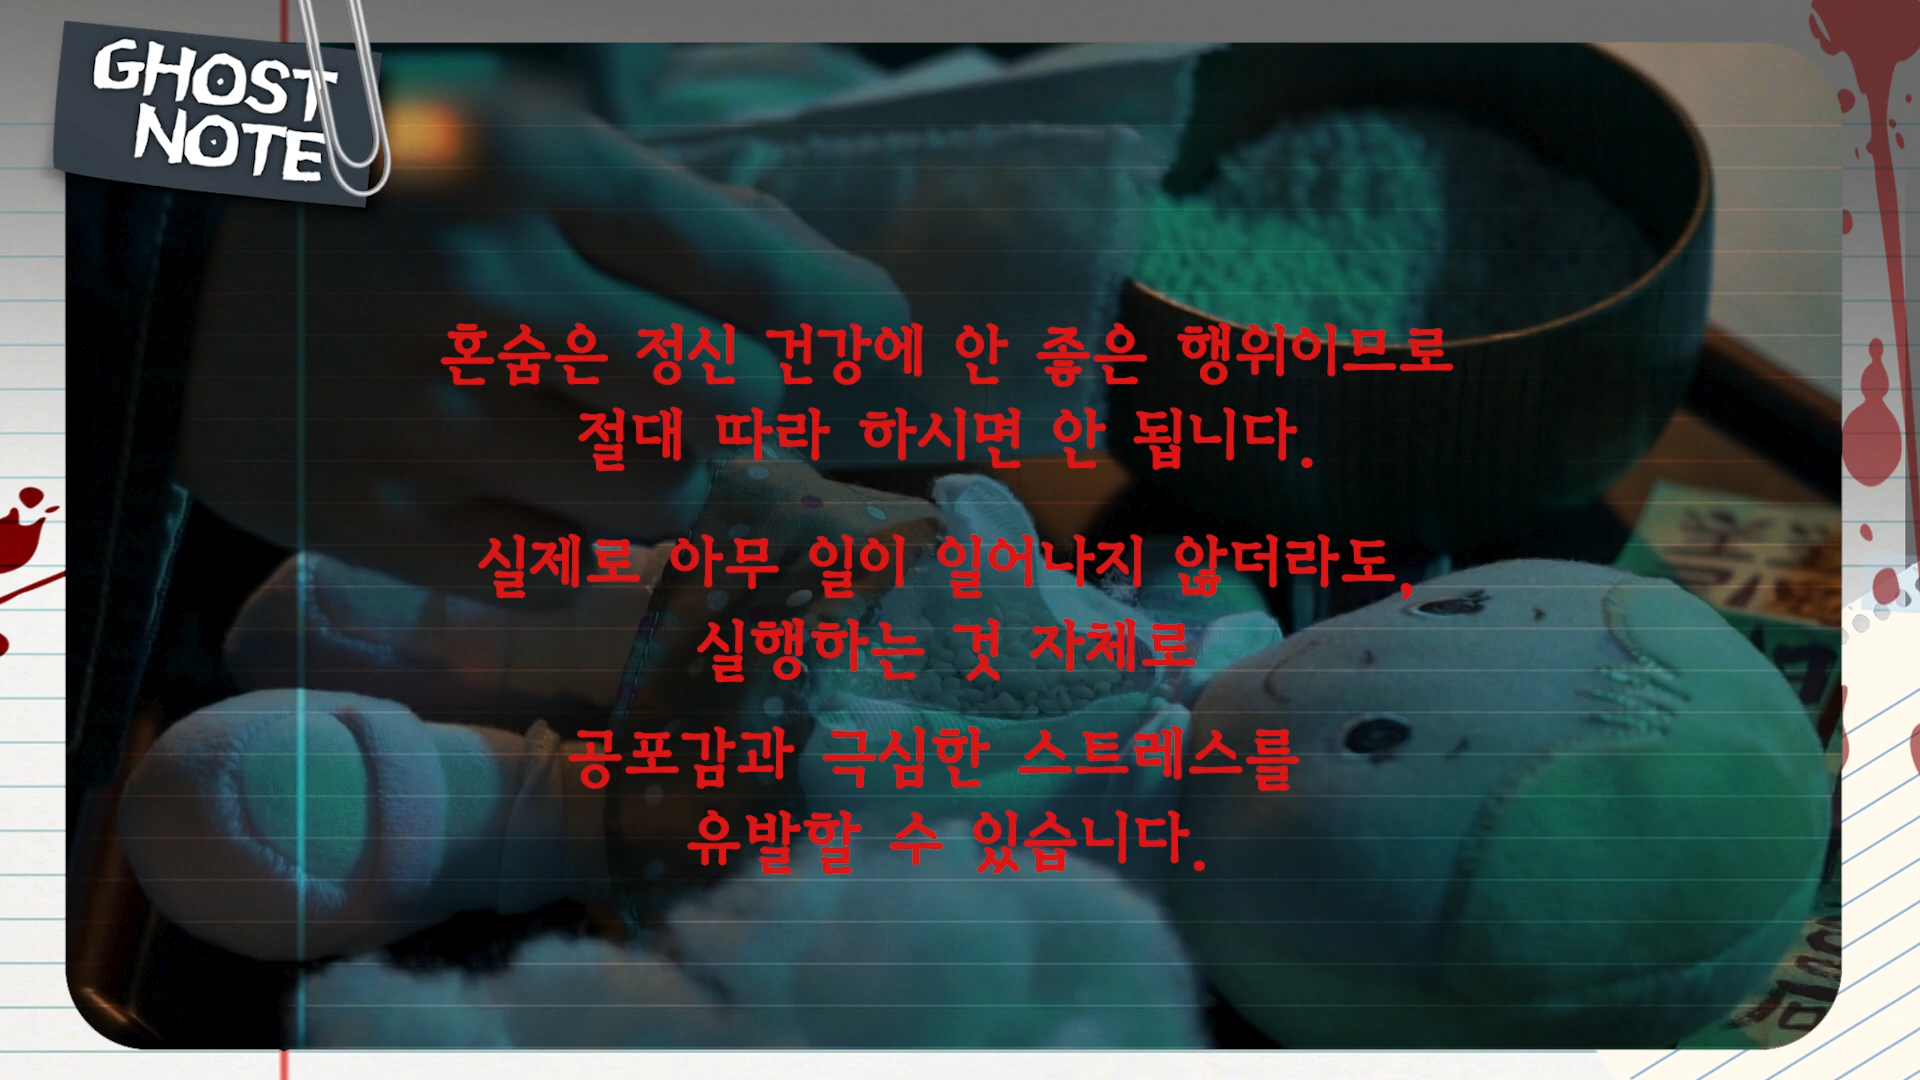 GHOST
NOTE
혼숨은 정신 건강에 안 좋은 행위이므로
절대 따라 하시면 안 됩니다.
실제로 아무 일이 일어나지 않더라도,
실행하는 것 자체로
공포감과 극심한 스트레스를
유발할 수 있습니다.